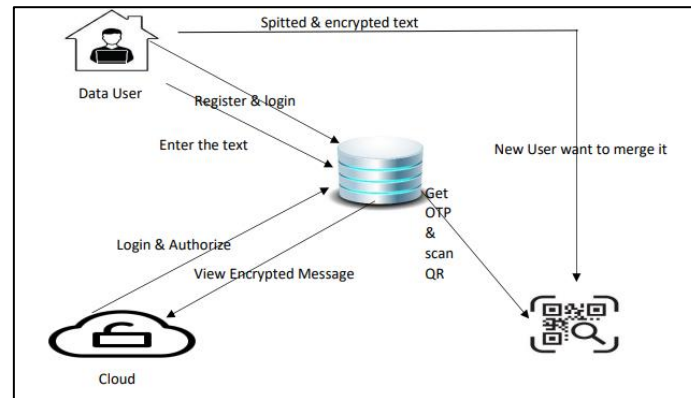 Spitted & encrypted text
Data User
Register & login
Enter the text
New User want to merge it
Get
OTP
&
scan
QR
Login & Authorize
View Encrypted Message
Cloud